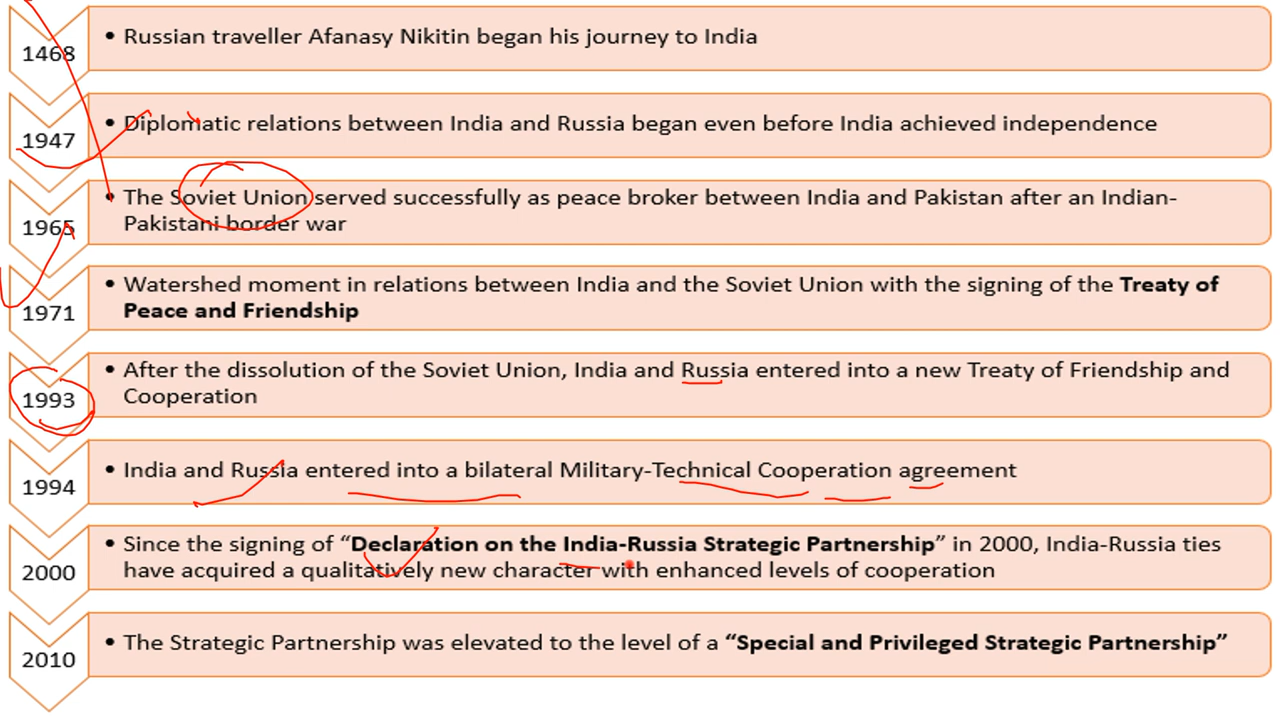 1468
• Russian traveller Afanasy Nikitin began his journey to India
1947
• Diplomatic relations between India and Russia began even before India achieved independence
1965
• The Soviet Union served successfully as peace broker between India and Pakistan after an Indian-
Pakistani border war
1971
• Watershed moment in relations between India and the Soviet Union with the signing of the Treaty of
Peace and Friendship
1993
• After the dissolution of the Soviet Union, India and Russia entered into a new Treaty of Friendship and
Cooperation
1994
• India and Russia entered into a bilateral Military-Technical Cooperation agreement
2000
• Since the signing of “Declaration on the India-Russia Strategic Partnership” in 2000, India-Russia ties
have acquired a qualitatively new character with enhanced levels of cooperation
2010
• The Strategic Partnership was elevated to the level of a “Special and Privileged Strategic Partnership”